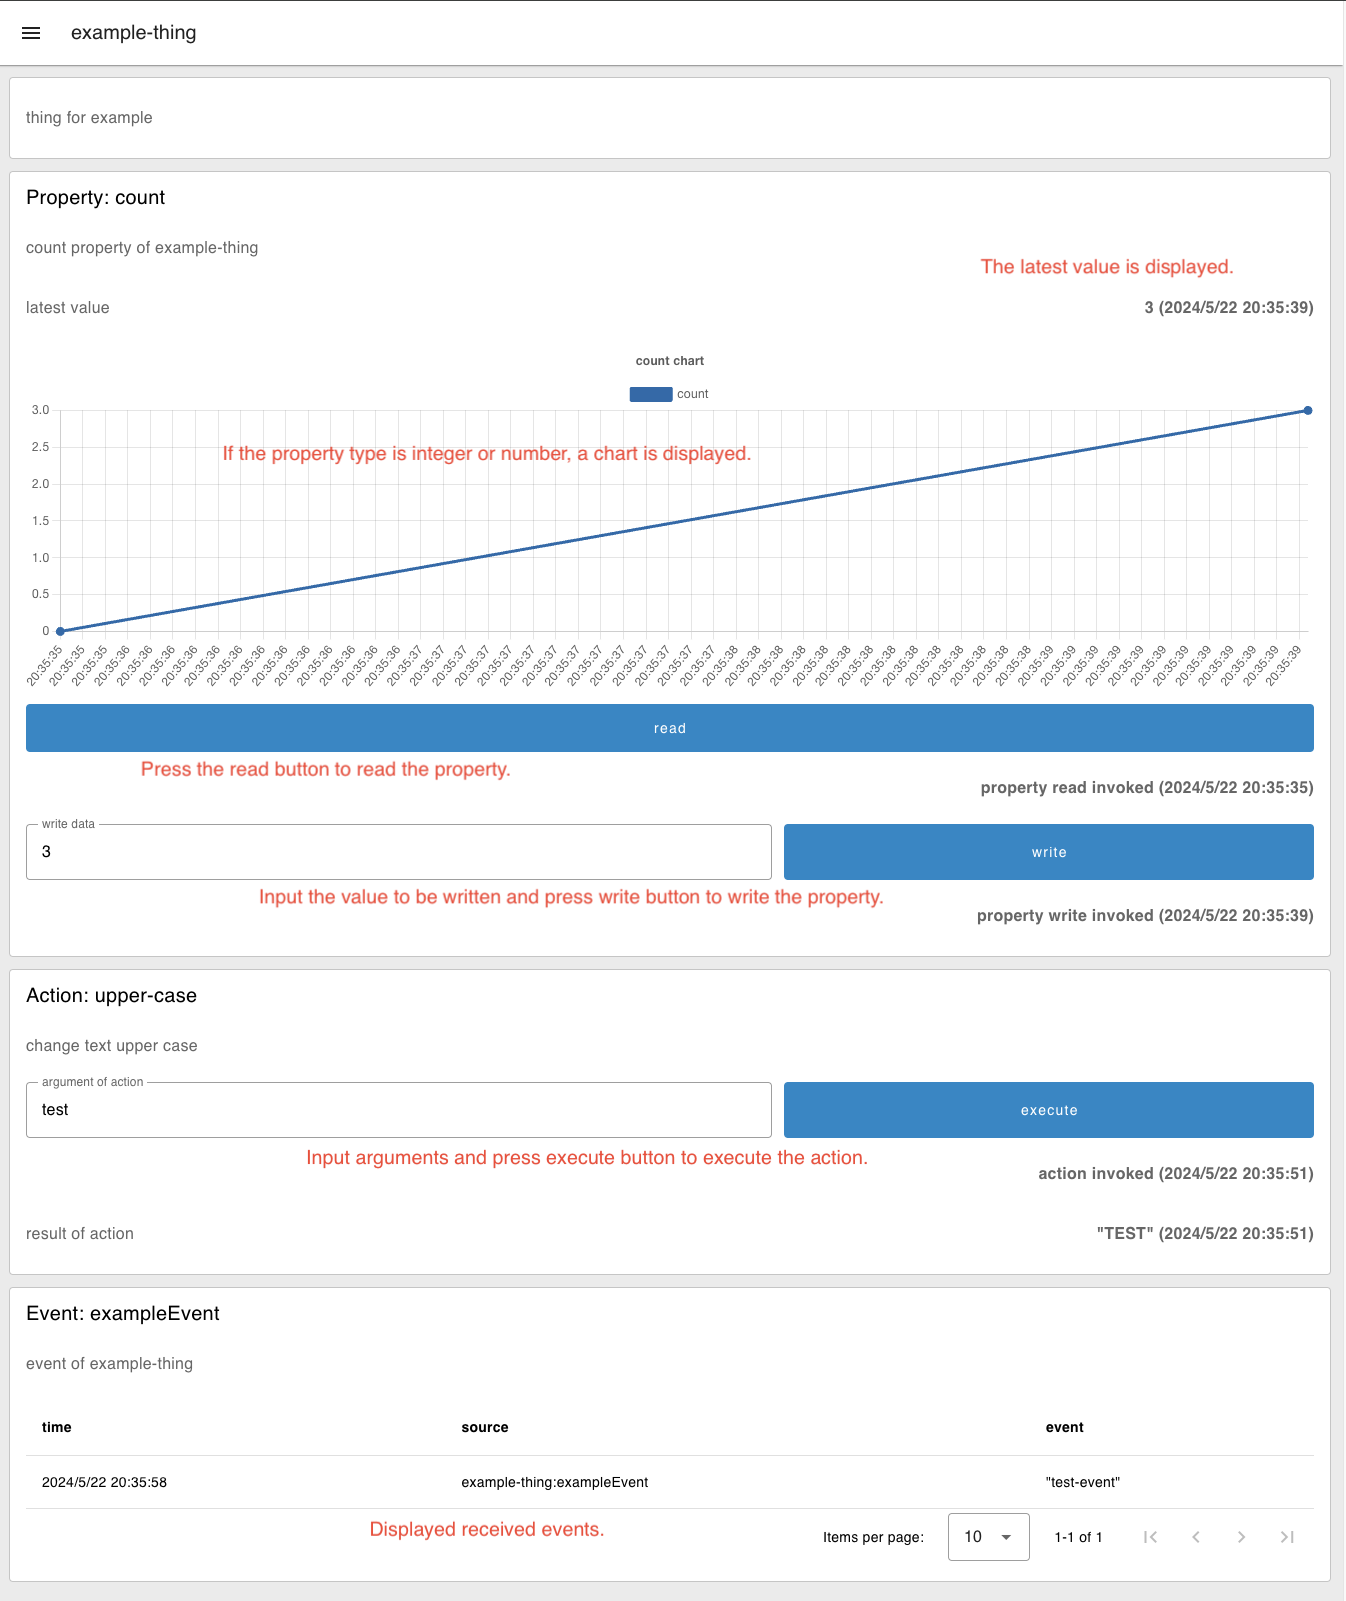 example-thing
thing for example
Property: count
count property of example-thing
The latest value is displayed.
latest value
3 (2024/5/22 20:35:39)
count chart
count
3.0
If the property type is integer or number, a chart is displayed.
2.5
2.0
1.5
1.0
0.5
0
20:35:35 20:35:35 20:35:35 20:35:36 20:35:36 20:35:36 20:35:36 20:35:36 20:35:36 20:35:36 20:35:36 20:35:36 20:35:36 20:35:36 20:35:36 20:35:36 20:35:37 20:35:37 20:35:37 20:35:37 20:35:37 20:35:37 20:35:37 20:35:37 20:35:37 20:35:37 20:35:37 20:35:37 20:35:37 20:35:37 20:35:38 20:35:38 20:35:38 20:35:38 20:35:38 20:35:38 20:35:38 20:35:38 20:35:38 20:35:38 20:35:38 20:35:38 20:35:38 20:35:38 20:35:39 20:35:39 20:35:39 20:35:39 20:35:39 20:35:39 20:35:39 20:35:39 20:35:39 20:35:39 20:35:39 20:35:39
read
Press the read button to read the property.
property read invoked (2024/5/22 20:35:35)
write data
3
write
Input the value to be written and press write button to write the property.
property write invoked (2024/5/22 20:35:39)
Action: upper-case
change text upper case
argument of action
test
execute
Input arguments and press execute button to execute the action.
action invoked (2024/5/22 20:35:51)
result of action
"TEST" (2024/5/22 20:35:51)
Event: exampleEvent
event of example-thing
time source event
2024/5/22 20:35:58 example-thing:exampleEvent "test-event"
Displayed received events.
Items per page: 10 1-1 of 1